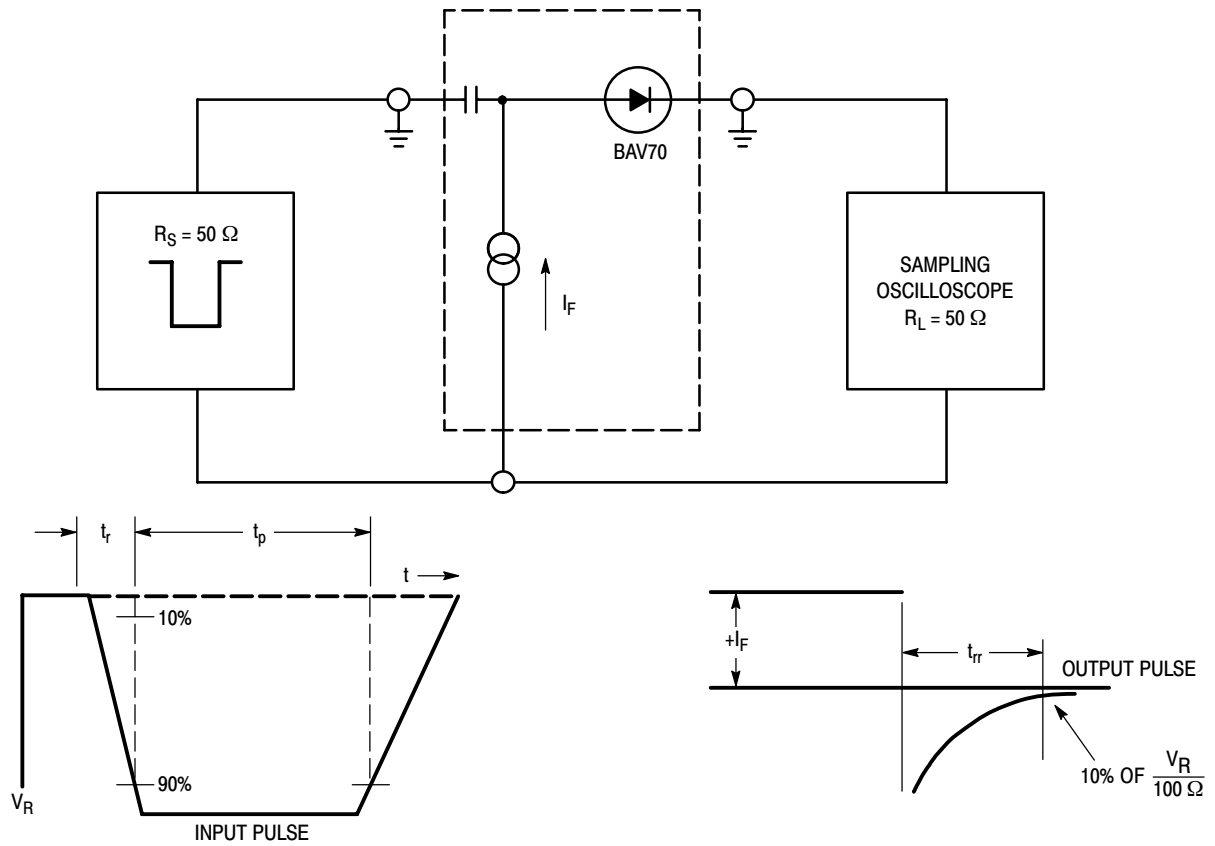 BAV70
R_S = 50 Ω
I_F
SAMPLING
OSCILLOSCOPE
R_L = 50 Ω
t_r
t_p
t
10%
90%
V_R
INPUT PULSE
+I_F
t_rr
OUTPUT PULSE
10% OF V_R / 100 Ω